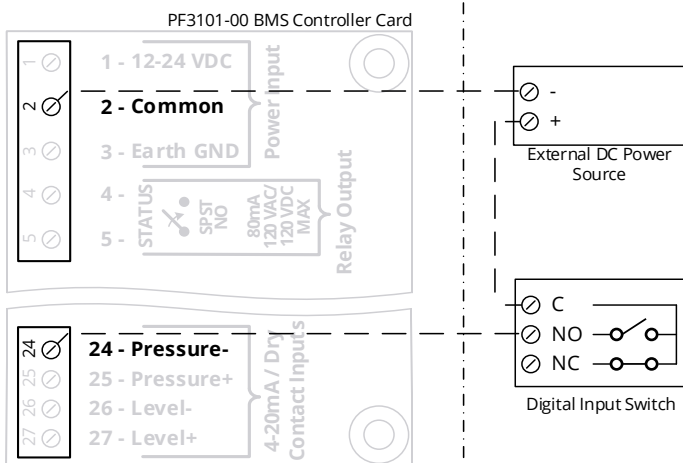 PF3101-00 BMS Controller Card
1
1 - 12-24 VDC
2
2 - Common
3
3 - Earth GND
Power Input
4
4 -
5
5 -
STATUS
SPST
NO
80mA
120 VAC/
120 VDC
MAX
Relay Output
-
+
External DC Power
Source
24
24 - Pressure-
25
25 - Pressure+
26
26 - Level-
27
27 - Level+
4-20mA / Dry
Contact Inputs
C
NO
NC
Digital Input Switch